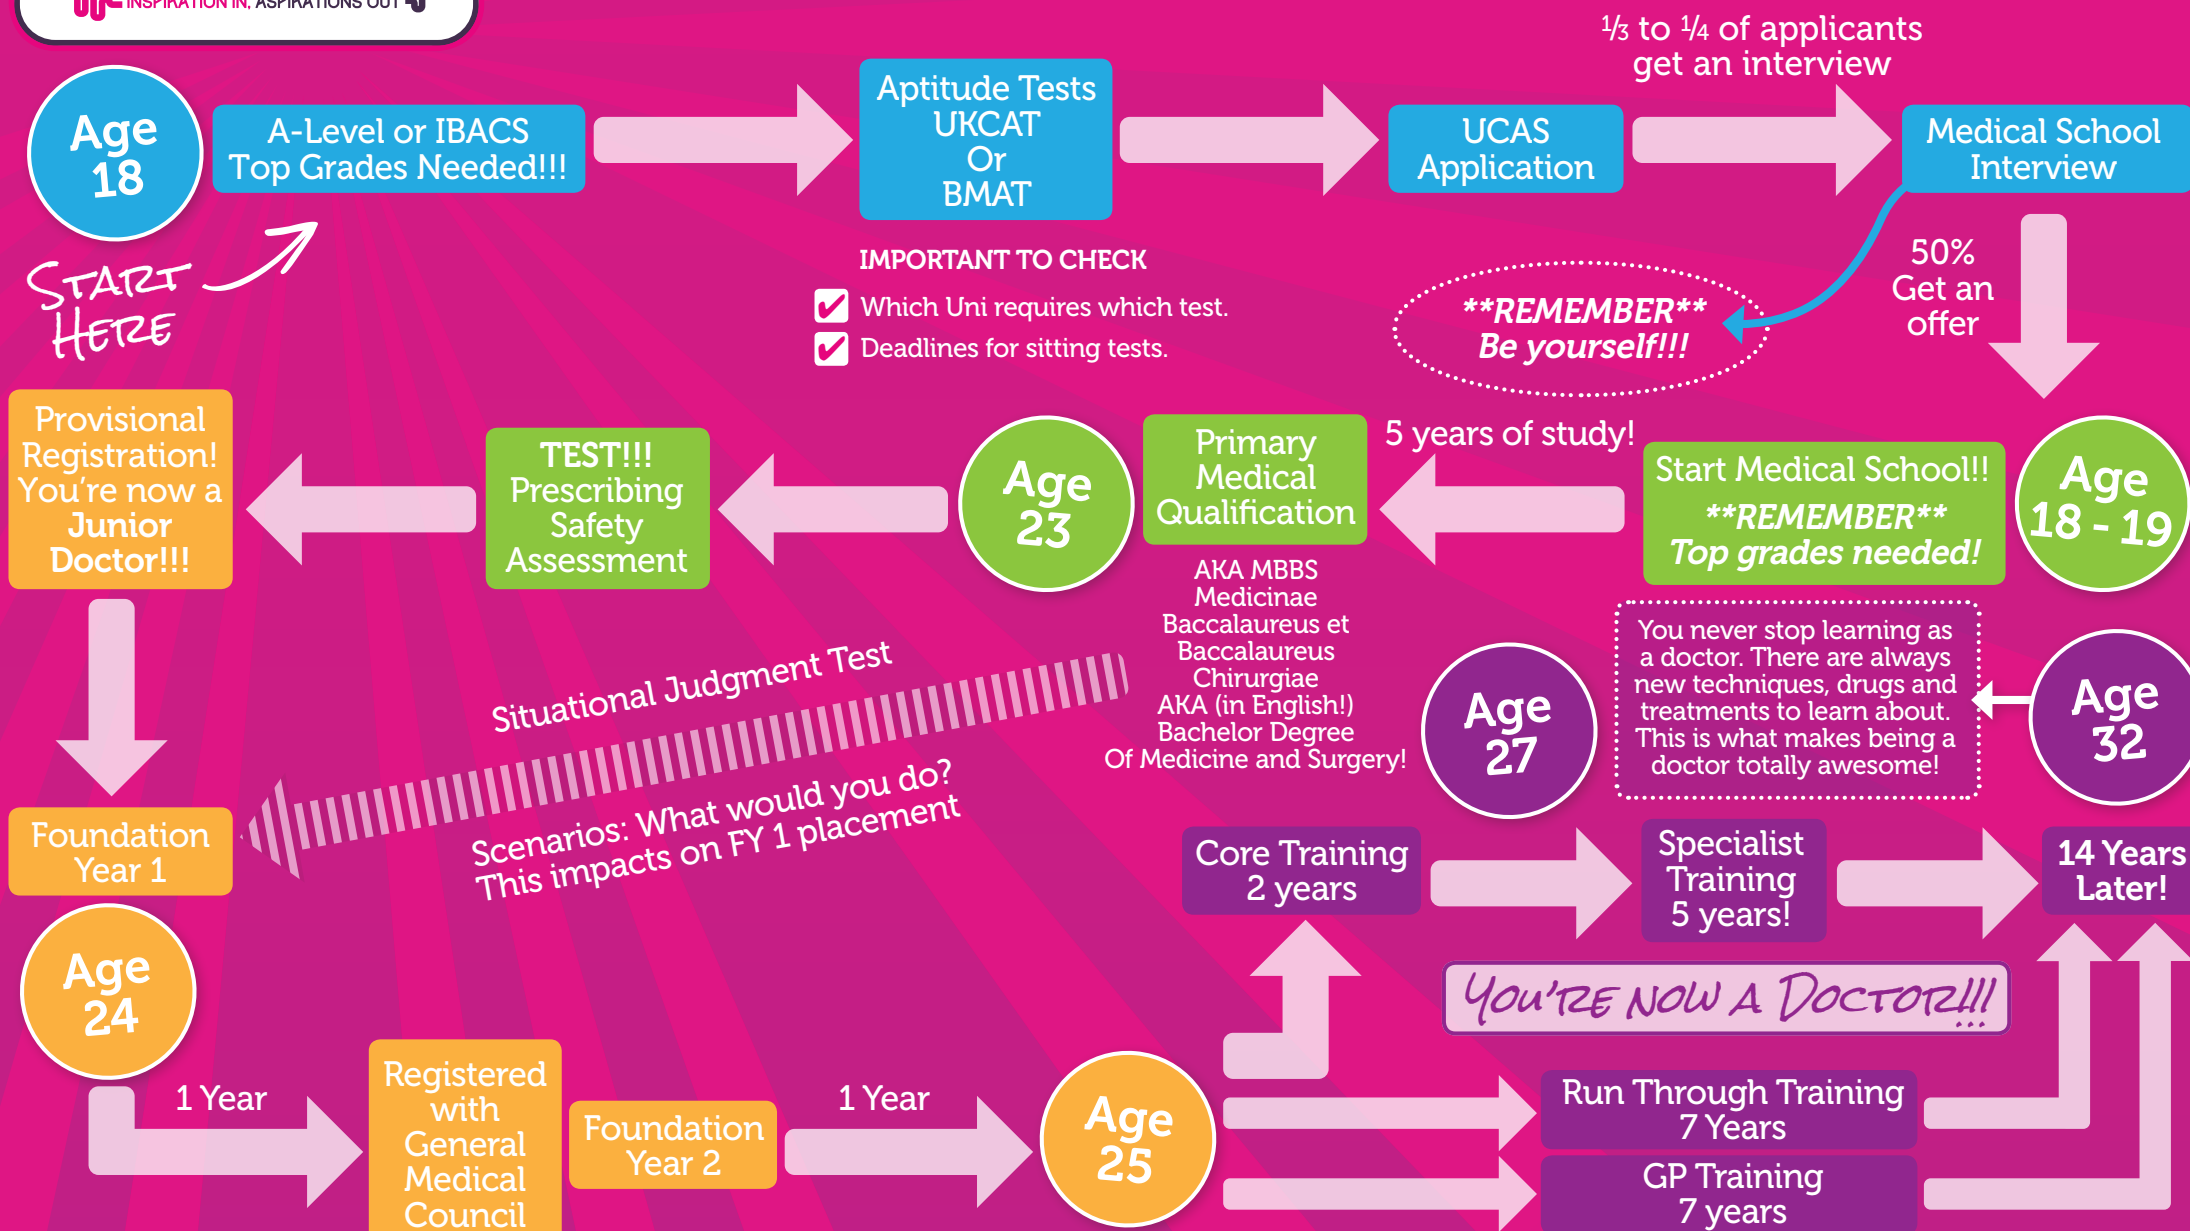 INSPIRATION IN, ASPIRATIONS OUT
Age
18
A-Level or IBACS
Top Grades Needed!!!
START
HERE
Aptitude Tests
UKCAT
Or
BMAT
IMPORTANT TO CHECK
Which Uni requires which test.
Deadlines for sitting tests.
UCAS
Application
1/3 to 1/4 of applicants
get an interview
Medical School
Interview
**REMEMBER**
Be yourself!!!
50%
Get an
offer
Age
18 - 19
Start Medical School!!
**REMEMBER**
Top grades needed!
5 years of study!
Primary
Medical
Qualification
AKA MBBS
Medicinae
Baccalaureus et
Baccalaureus
Chirurgiae
AKA (in English!)
Bachelor Degree
Of Medicine and Surgery!
Age
23
TEST!!!
Prescribing
Safety
Assessment
Provisional
Registration!
You're now a
Junior
Doctor!!!
Situational Judgment Test
Scenarios: What would you do?
This impacts on FY 1 placement
Foundation
Year 1
Age
24
1 Year
Registered
with
General
Medical
Council
Foundation
Year 2
1 Year
Age
25
Core Training
2 years
Age
27
Specialist
Training
5 years!
Run Through Training
7 Years
GP Training
7 years
14 Years
Later!
YOU'RE NOW A DOCTOR!!!
Age
32
You never stop learning as
a doctor. There are always
new techniques, drugs and
treatments to learn about.
This is what makes being a
doctor totally awesome!